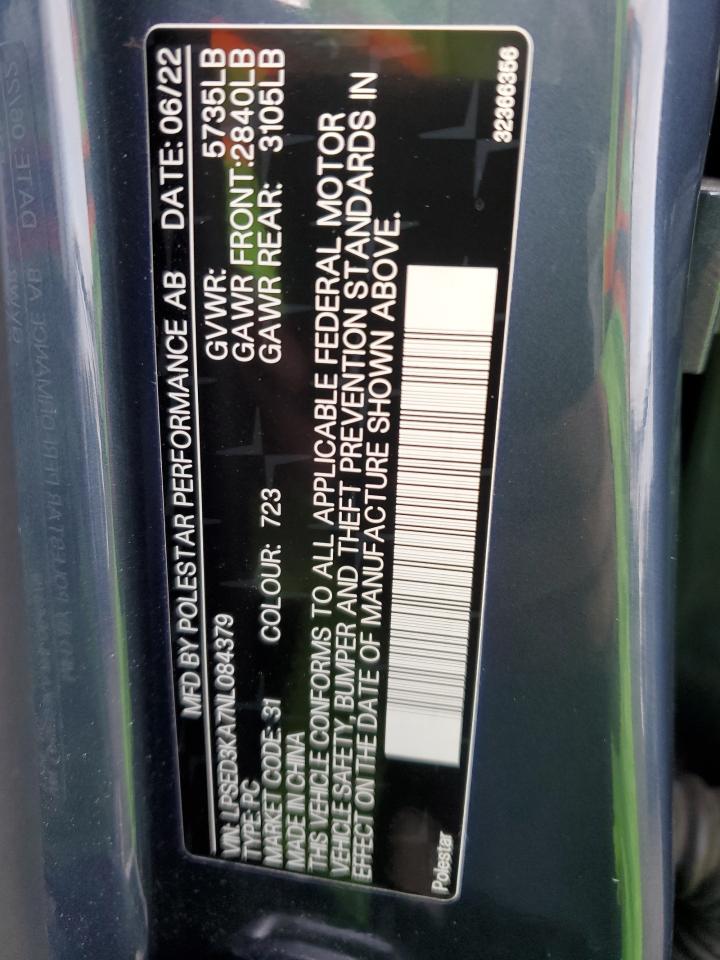 MFD BY POLESTAR PERFORMANCE AB DATE: 06/22
VIN: LPSED3KA7NL084379 GVWR: 5735LB
TYPE: PC GAWR FRONT: 2840LB
MARKET CODE: 31 COLOUR: 723 GAWR REAR: 3105LB
MADE IN CHINA
THIS VEHICLE CONFORMS TO ALL APPLICABLE FEDERAL MOTOR
VEHICLE SAFETY, BUMPER AND THEFT PREVENTION STANDARDS IN
EFFECT ON THE DATE OF MANUFACTURE SHOWN ABOVE.
Polestar 32366356